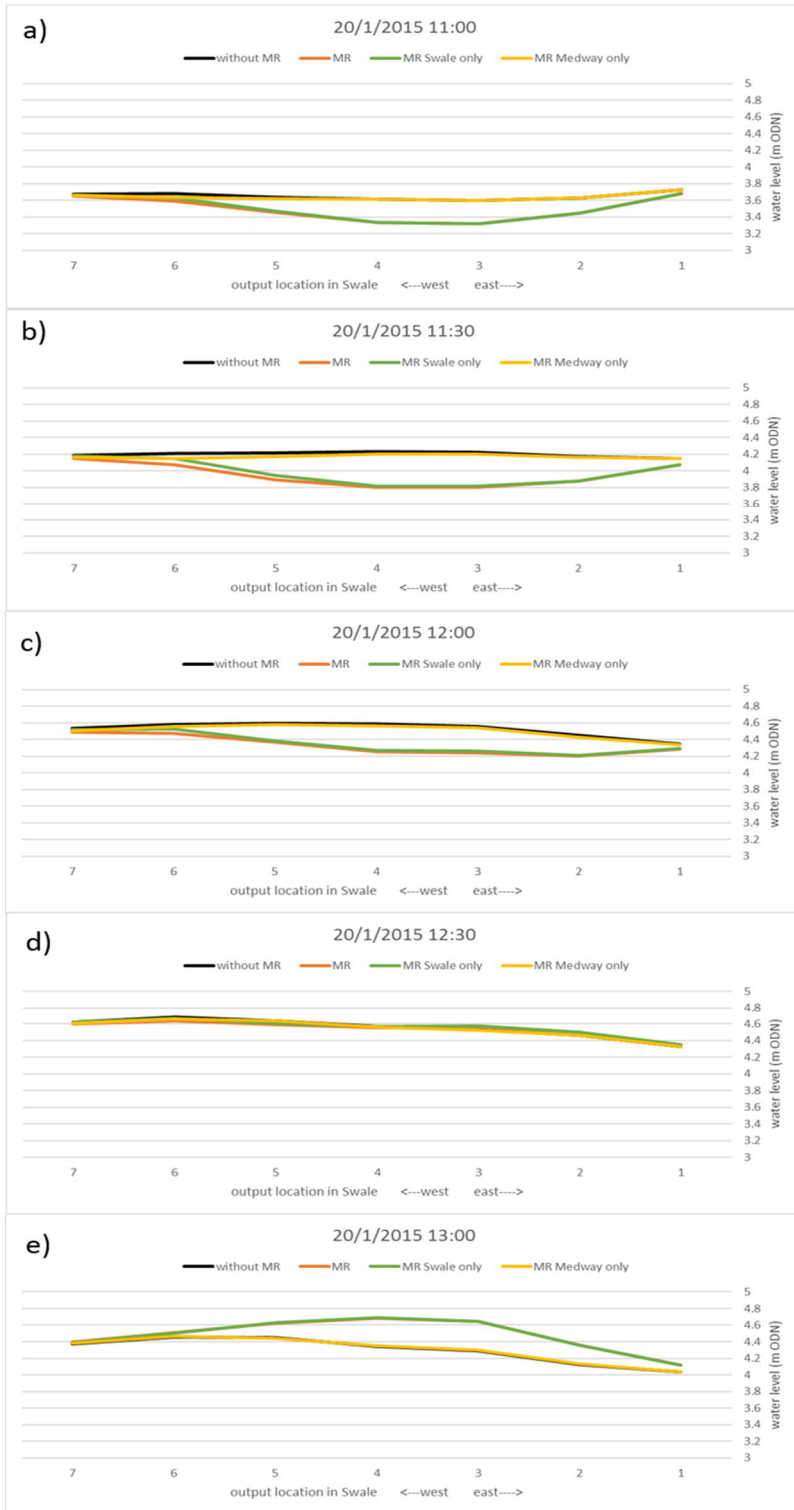 a)
20/1/2015 11:00
without MR MR MR Swale only MR Medway only
5
4.8
4.6
4.4
4.2
4
3.8
3.6
3.4
3.2
3
water level (m ODN)
7 6 5 4 3 2 1
output location in Swale <---west east---->
b)
20/1/2015 11:30
without MR MR MR Swale only MR Medway only
5
4.8
4.6
4.4
4.2
4
3.8
3.6
3.4
3.2
3
water level (m ODN)
7 6 5 4 3 2 1
output location in Swale <---west east---->
c)
20/1/2015 12:00
without MR MR MR Swale only MR Medway only
5
4.8
4.6
4.4
4.2
4
3.8
3.6
3.4
3.2
3
water level (m ODN)
7 6 5 4 3 2 1
output location in Swale <---west east---->
d)
20/1/2015 12:30
without MR MR MR Swale only MR Medway only
5
4.8
4.6
4.4
4.2
4
3.8
3.6
3.4
3.2
3
water level (m ODN)
7 6 5 4 3 2 1
output location in Swale <---west east---->
e)
20/1/2015 13:00
without MR MR MR Swale only MR Medway only
5
4.8
4.6
4.4
4.2
4
3.8
3.6
3.4
3.2
3
water level (m ODN)
7 6 5 4 3 2 1
output location in Swale <---west east---->